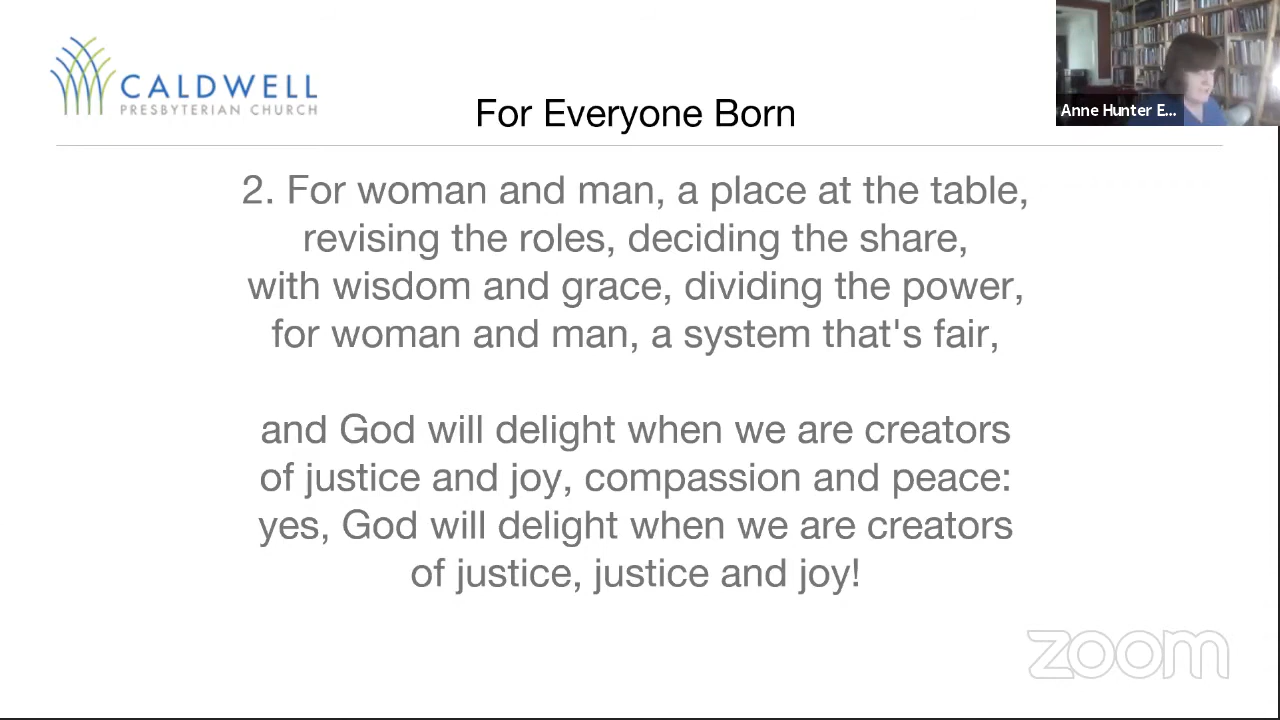 CALDWELL
PRESBYTERIAN CHURCH
Anne Hunter E...
For Everyone Born
2. For woman and man, a place at the table,
revising the roles, deciding the share,
with wisdom and grace, dividing the power,
for woman and man, a system that's fair,
and God will delight when we are creators
of justice and joy, compassion and peace:
yes, God will delight when we are creators
of justice, justice and joy!
zoom